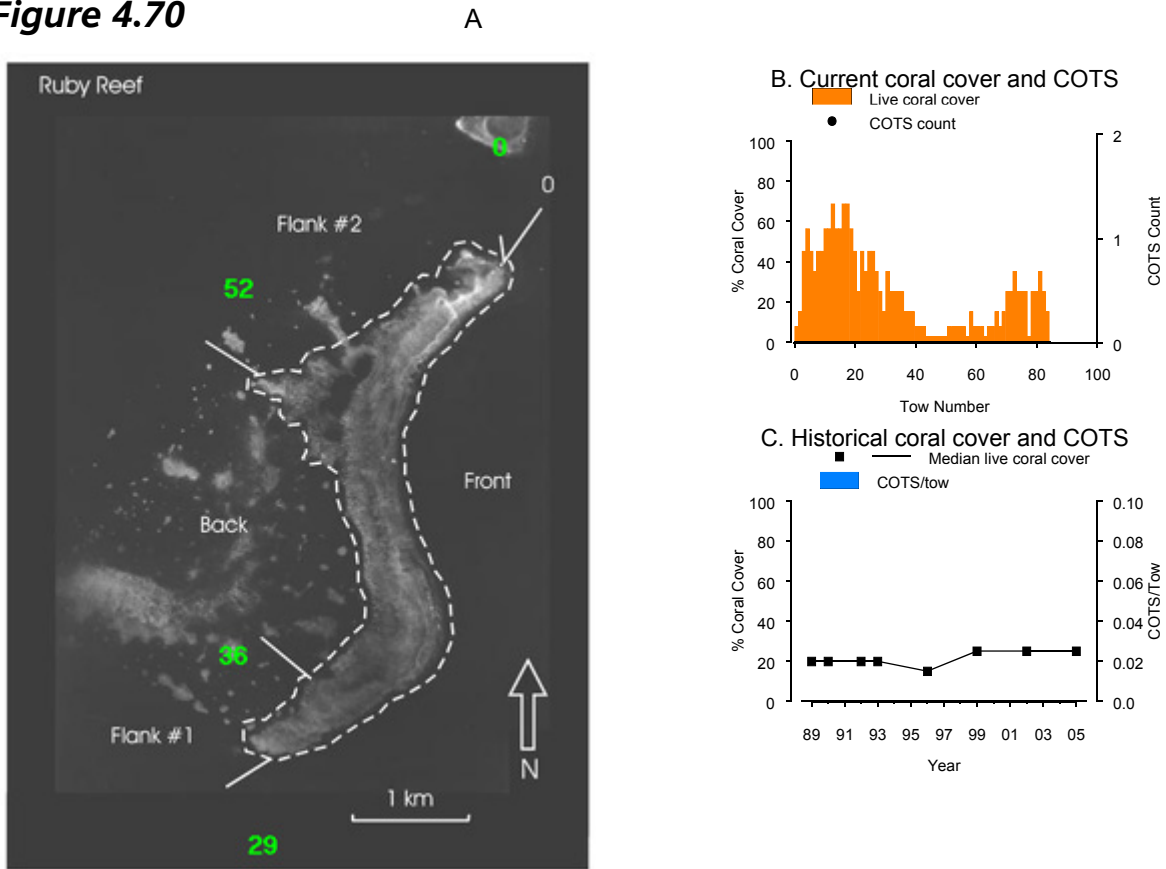 Figure 4.70
A
Ruby Reef
0
0
Flank #2
52
Front
Back
36
Flank #1
N
1 km
29
B. Current coral cover and COTS
Live coral cover
COTS count
100
80
60
40
20
0
% Coral Cover
2
1
0
COTS Count
0 20 40 60 80 100
Tow Number
C. Historical coral cover and COTS
Median live coral cover
COTS/tow
100
80
60
40
20
0
% Coral Cover
0.10
0.08
0.06
0.04
0.02
0.0
COTS/Tow
89 91 93 95 97 99 01 03 05
Year